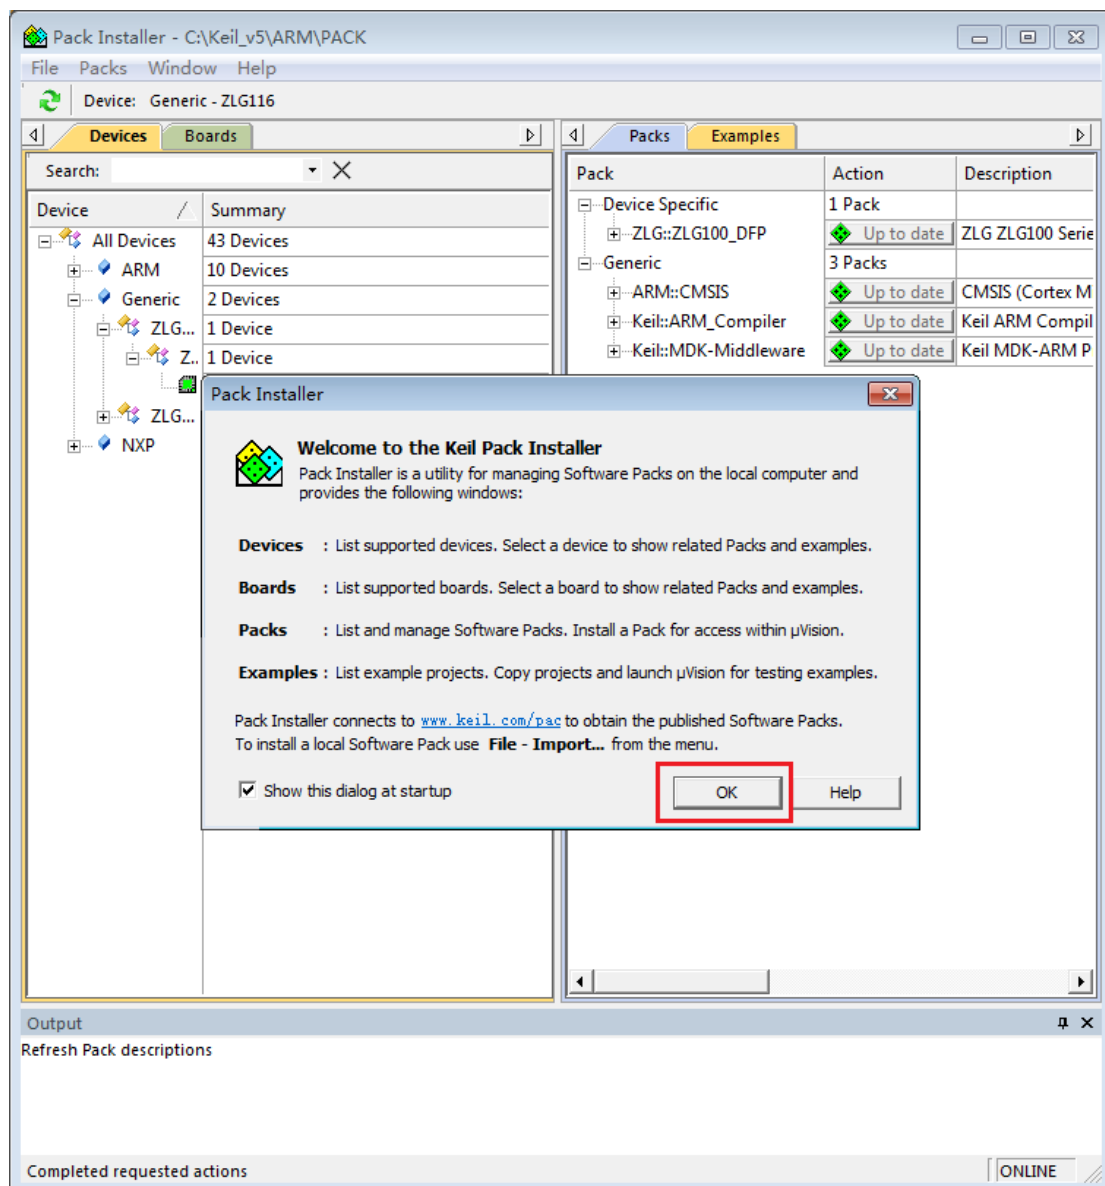 Pack Installer - C:\Keil_v5\ARM\PACK
File Packs Window Help
Device: Generic - ZLG116
Devices Boards
Search:
Device Summary
All Devices 43 Devices
ARM 10 Devices
Generic 2 Devices
ZLG... 1 Device
Z.. 1 Device
ZLG...
NXP
Packs Examples
Pack Action Description
Device Specific 1 Pack
ZLG::ZLG100_DFP Up to date ZLG ZLG100 Serie
Generic 3 Packs
ARM::CMSIS Up to date CMSIS (Cortex M
Keil::ARM_Compiler Up to date Keil ARM Compil
Keil::MDK-Middleware Up to date Keil MDK-ARM P
Pack Installer
Welcome to the Keil Pack Installer
Pack Installer is a utility for managing Software Packs on the local computer and
provides the following windows:
Devices : List supported devices. Select a device to show related Packs and examples.
Boards : List supported boards. Select a board to show related Packs and examples.
Packs : List and manage Software Packs. Install a Pack for access within µVision.
Examples : List example projects. Copy projects and launch µVision for testing examples.
Pack Installer connects to www.keil.com/pac to obtain the published Software Packs.
To install a local Software Pack use File - Import... from the menu.
Show this dialog at startup
OK Help
Output
Refresh Pack descriptions
Completed requested actions
ONLINE